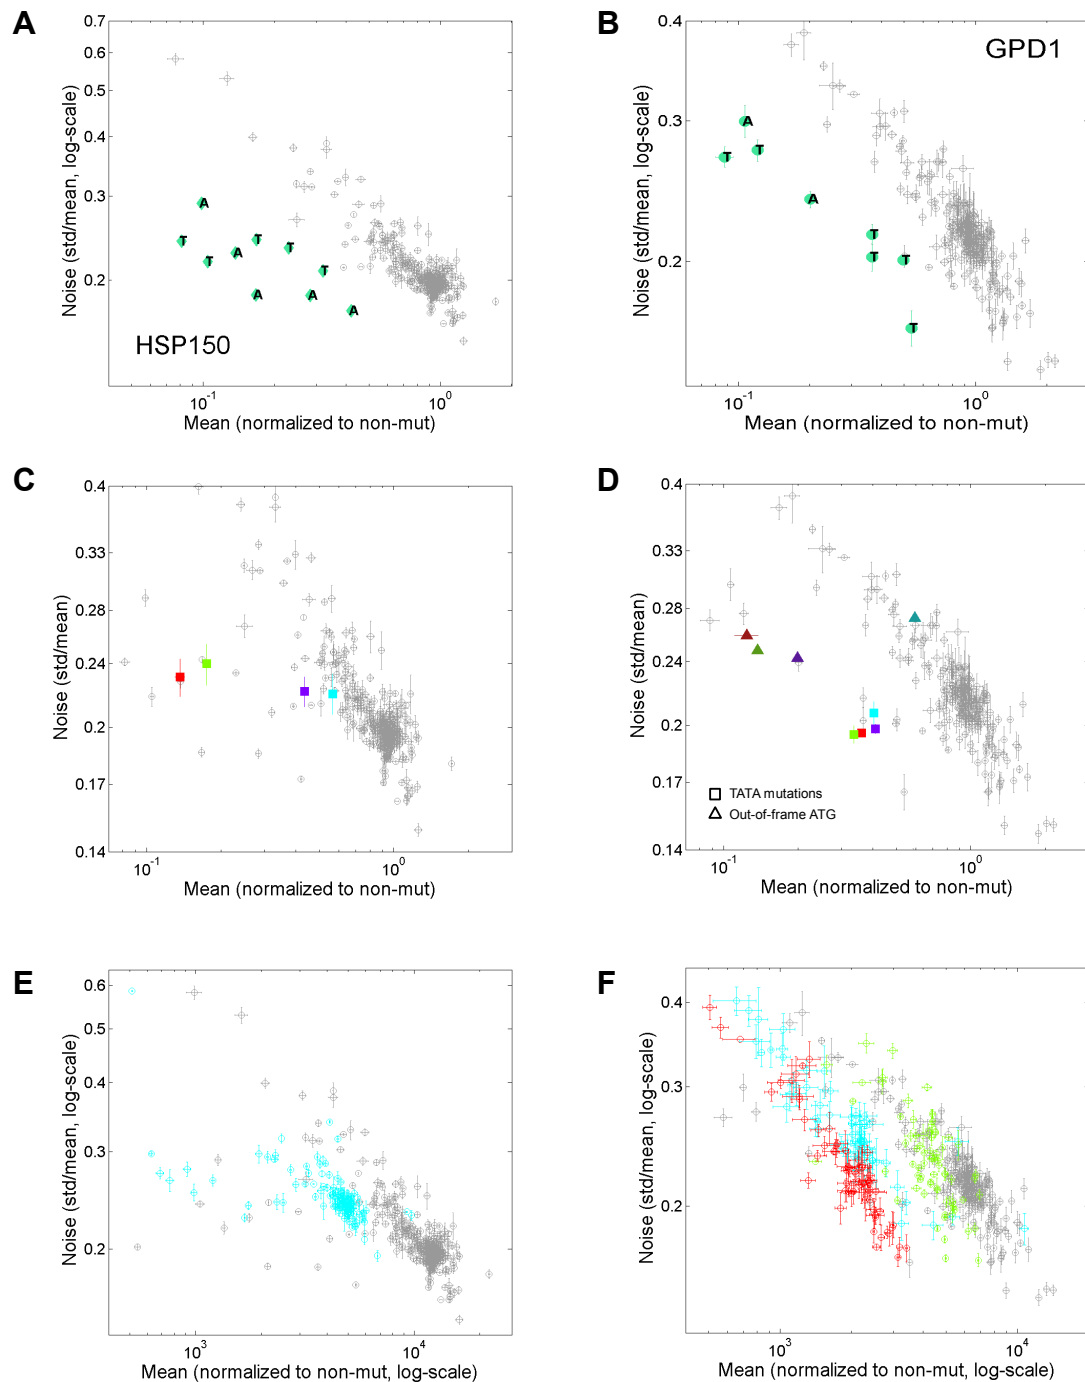 A
0.7
0.6
0.5
0.4
0.3
0.2
Noise (std/mean, log-scale)
A
T
T
A
T
T
T
A
A
A
HSP150
10-1
100
Mean (normalized to non-mut)
B
GPD1
0.4
0.3
0.2
Noise (std/mean, log-scale)
A
T
T
A
T
T
T
T
10-1
100
Mean (normalized to non-mut)
C
0.4
0.33
0.28
0.24
0.2
0.17
0.14
Noise (std/mean)
10-1
100
Mean (normalized to non-mut)
D
0.4
0.33
0.28
0.24
0.2
0.17
0.14
Noise (std/mean)
TATA mutations
Out-of-frame ATG
10-1
100
Mean (normalized to non-mut)
E
0.6
0.5
0.4
0.3
0.2
Noise (std/mean, log-scale)
103
104
Mean (normalized to non-mut, log-scale)
F
0.4
0.3
0.2
Noise (std/mean, log-scale)
103
104
Mean (normalized to non-mut, log-scale)